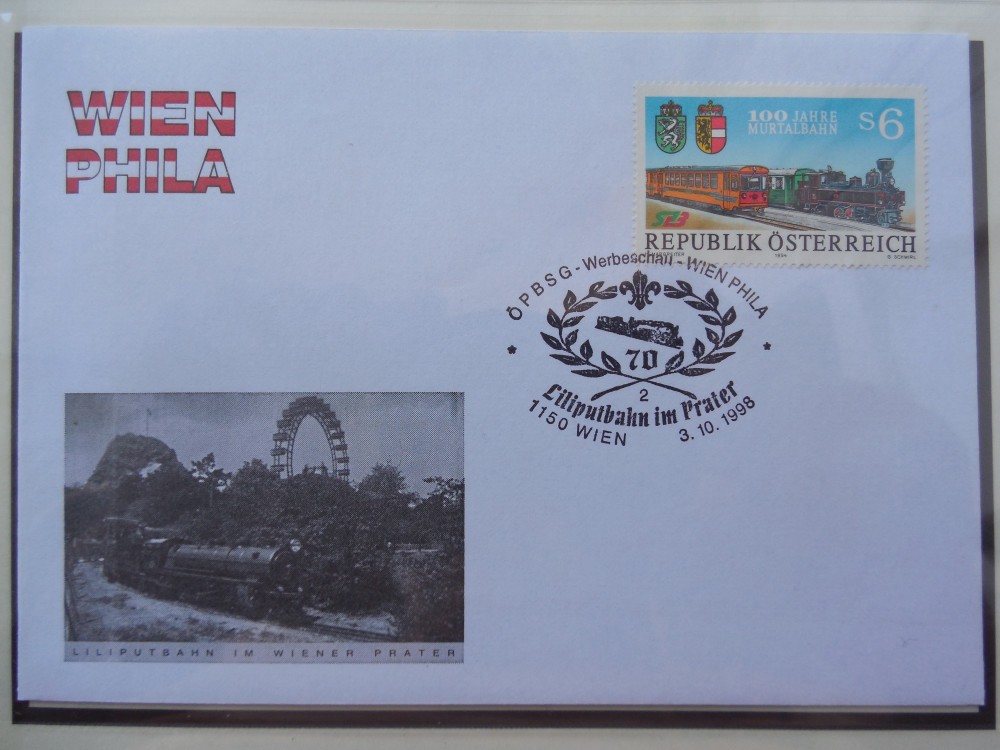 WIEN
PHILA
100 JAHRE
MURTALBAHN
S6
REPUBLIK ÖSTERREICH
1994
ÖPBSG - Werbeschau - WIEN PHILA
70
2
Liliputbahn im Prater
1150 WIEN 3.10.1998
LILIPUTBAHN IM WIENER PRATER